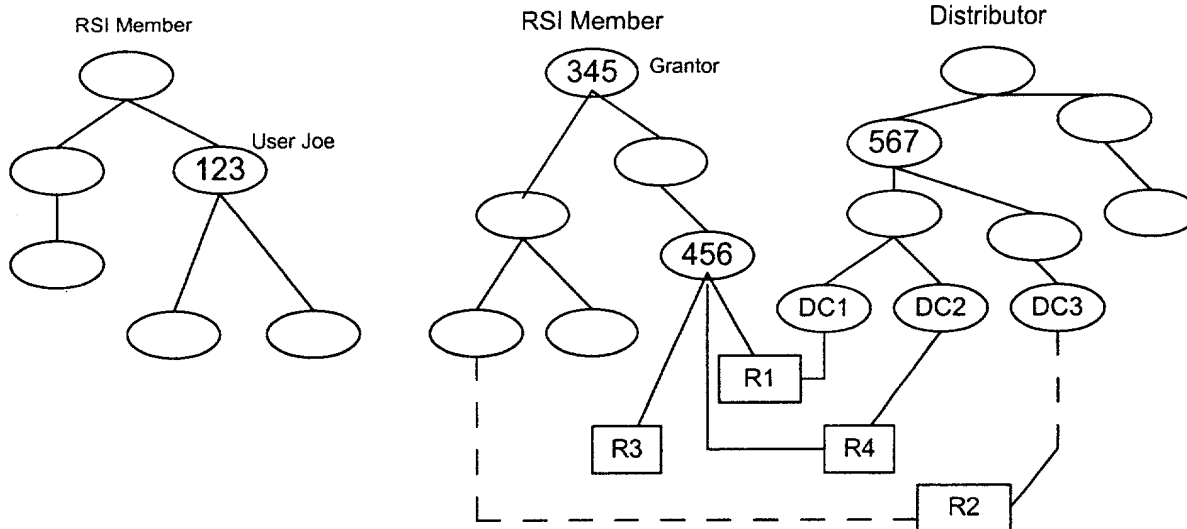 RSI Member
RSI Member
Distributor
345
Grantor
User Joe
123
567
456
DC1
DC2
DC3
R1
R3
R4
R2